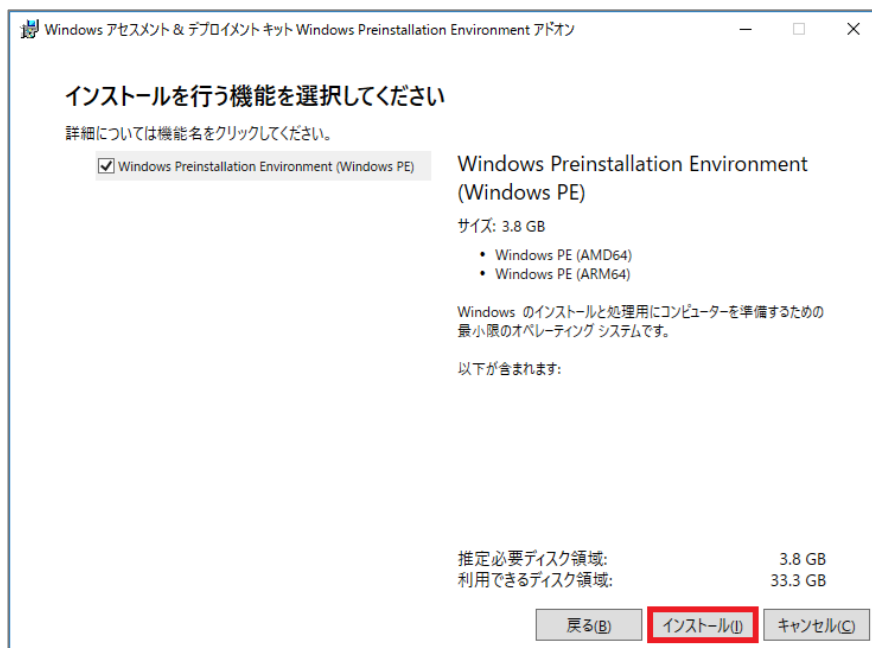 Windows アセスメント & デプロイメント キット Windows Preinstallation Environment アドオン
インストールを行う機能を選択してください
詳細については機能名をクリックしてください。
Windows Preinstallation Environment (Windows PE)
Windows Preinstallation Environment
(Windows PE)
サイズ: 3.8 GB
• Windows PE (AMD64)
• Windows PE (ARM64)
Windows のインストールと処理用にコンピューターを準備するための
最小限のオペレーティング システムです。
以下が含まれます:
推定必要ディスク領域: 3.8 GB
利用できるディスク領域: 33.3 GB
戻る(B) インストール(I) キャンセル(C)